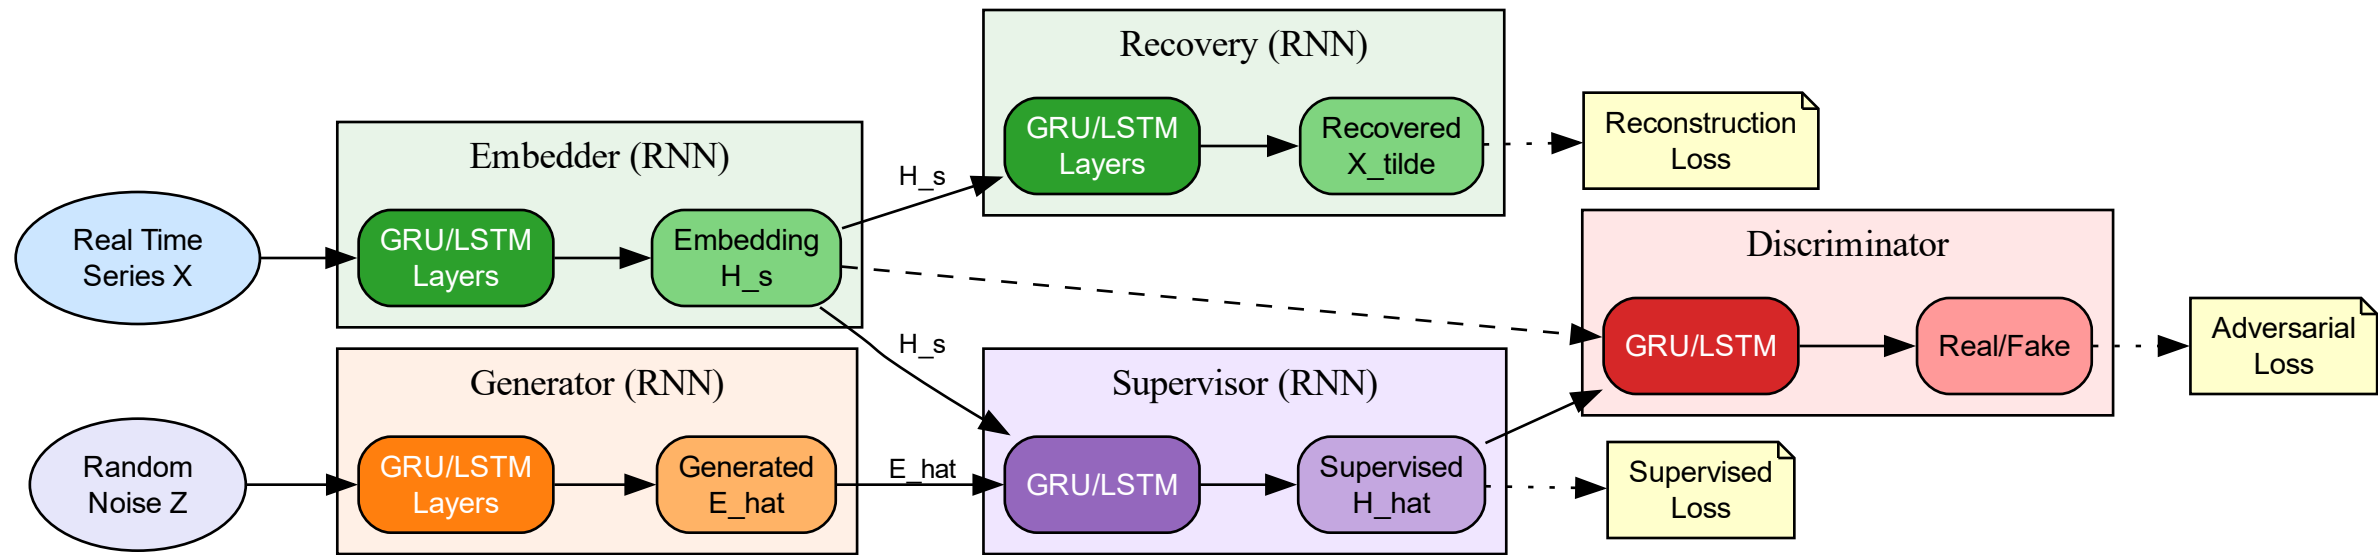 Real Time
Series X
Random
Noise Z
Embedder (RNN)
GRU/LSTM
Layers
Embedding
H_s
Generator (RNN)
GRU/LSTM
Layers
Generated
E_hat
H_s
H_s
E_hat
Recovery (RNN)
GRU/LSTM
Layers
Recovered
X_tilde
Supervisor (RNN)
GRU/LSTM
Supervised
H_hat
Reconstruction
Loss
Discriminator
GRU/LSTM
Real/Fake
Supervised
Loss
Adversarial
Loss